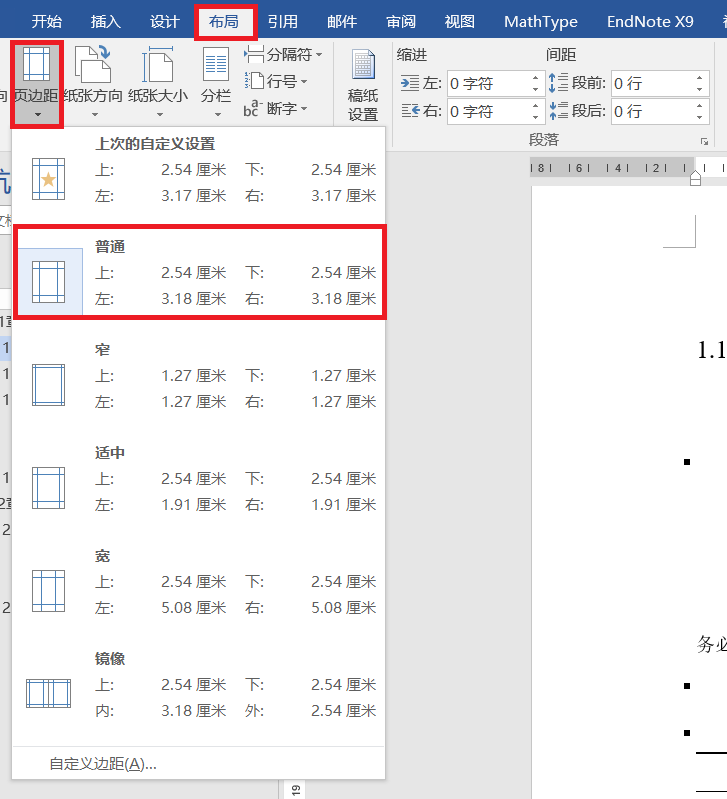 开始 插入 设计 布局 引用 邮件 审阅 视图 MathType EndNote X9
页边距 纸张方向 纸张大小 分栏 分隔符 行号 断字 稿纸设置
bc a-
缩进 间距
左: 0 字符 段前: 0 行
右: 0 字符 段后: 0 行
段落
上次的自定义设置
上: 2.54 厘米 下: 2.54 厘米
左: 3.17 厘米 右: 3.17 厘米
普通
上: 2.54 厘米 下: 2.54 厘米
左: 3.18 厘米 右: 3.18 厘米
窄
上: 1.27 厘米 下: 1.27 厘米
左: 1.27 厘米 右: 1.27 厘米
适中
上: 2.54 厘米 下: 2.54 厘米
左: 1.91 厘米 右: 1.91 厘米
宽
上: 2.54 厘米 下: 2.54 厘米
左: 5.08 厘米 右: 5.08 厘米
镜像
上: 2.54 厘米 下: 2.54 厘米
内: 3.18 厘米 外: 2.54 厘米
自定义边距(A)...
8 6 4 2
1.1
务必
19